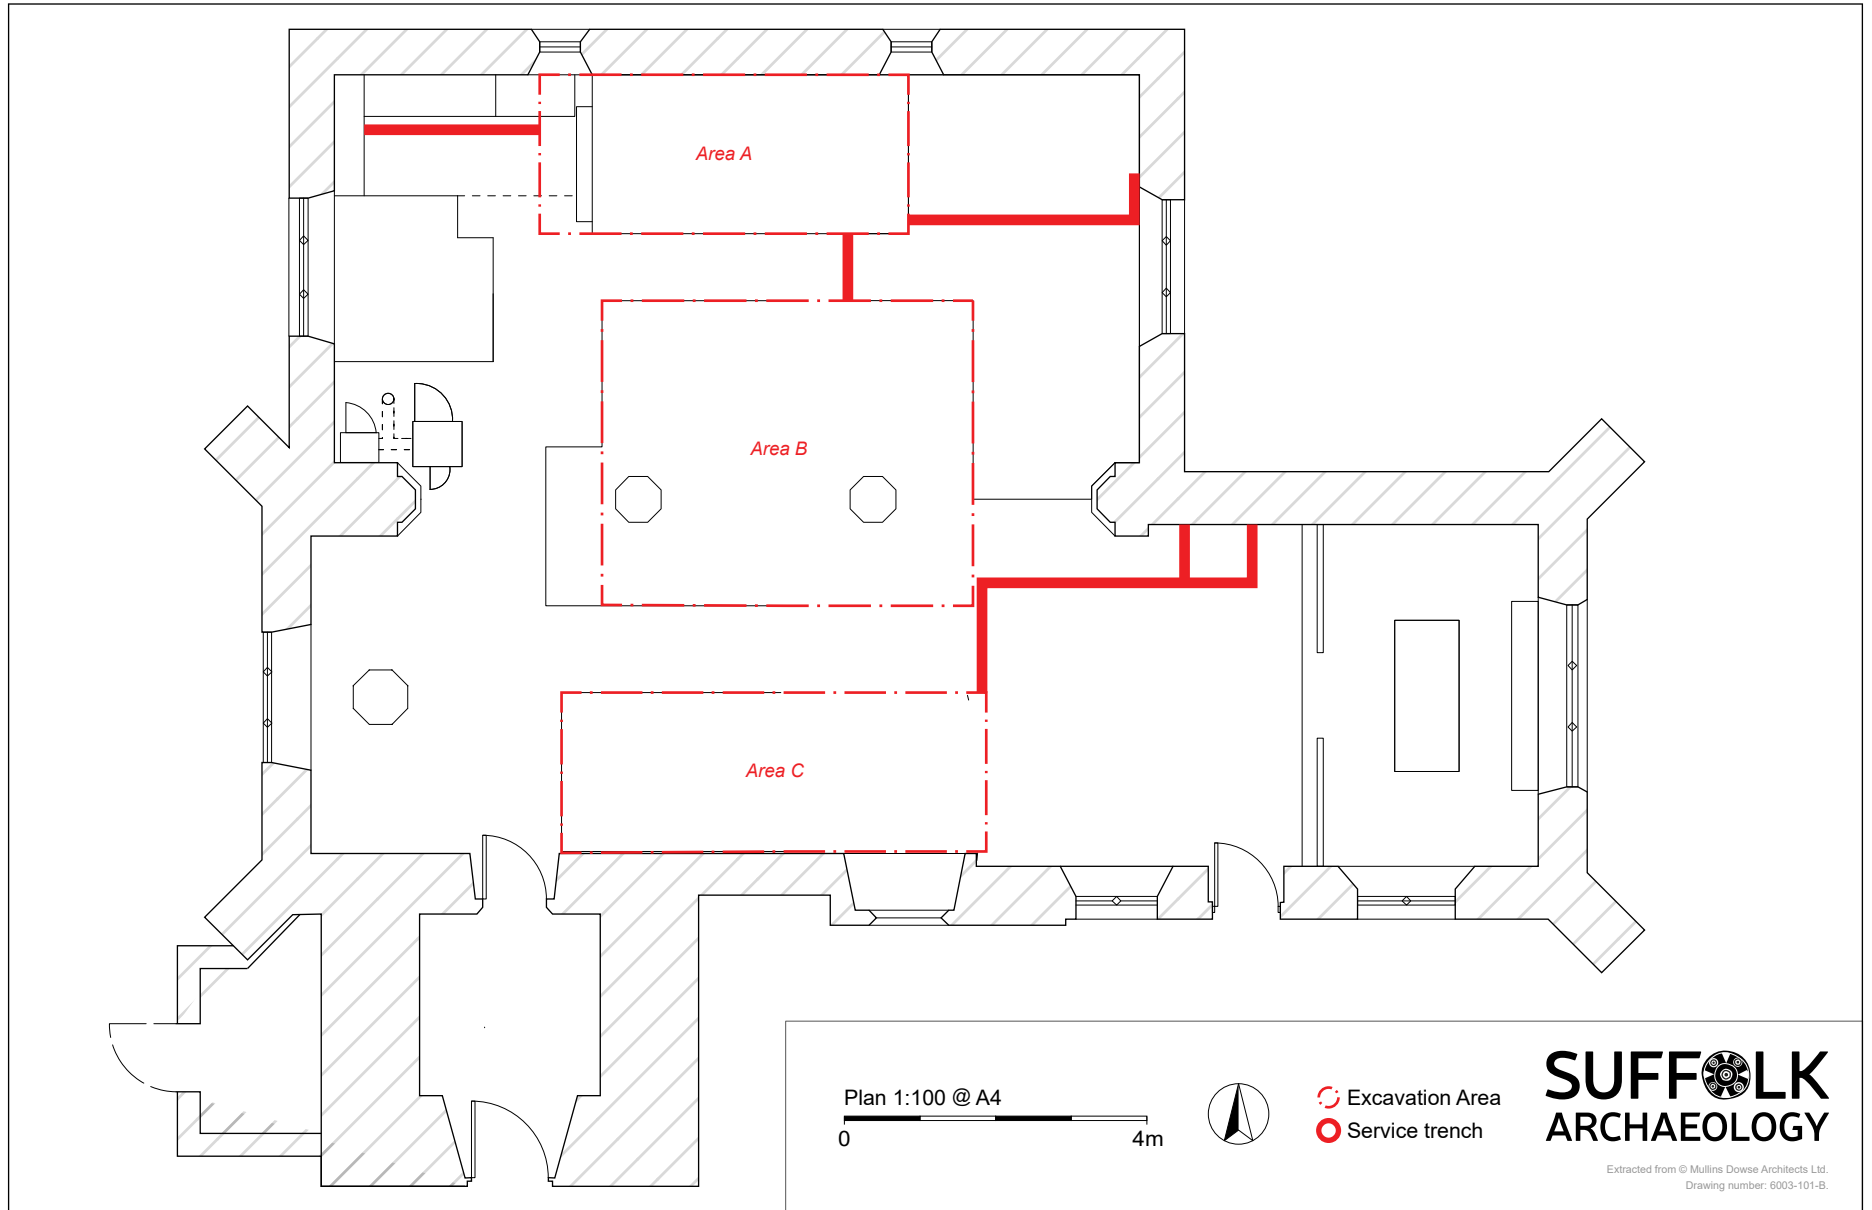 Area A
Area B
Area C
Plan 1:100 @ A4
0 4m
Excavation Area
Service trench
SUFFOLK
ARCHAEOLOGY
Extracted from © Mullins Dowse Architects Ltd.
Drawing number: 6003-101-B.